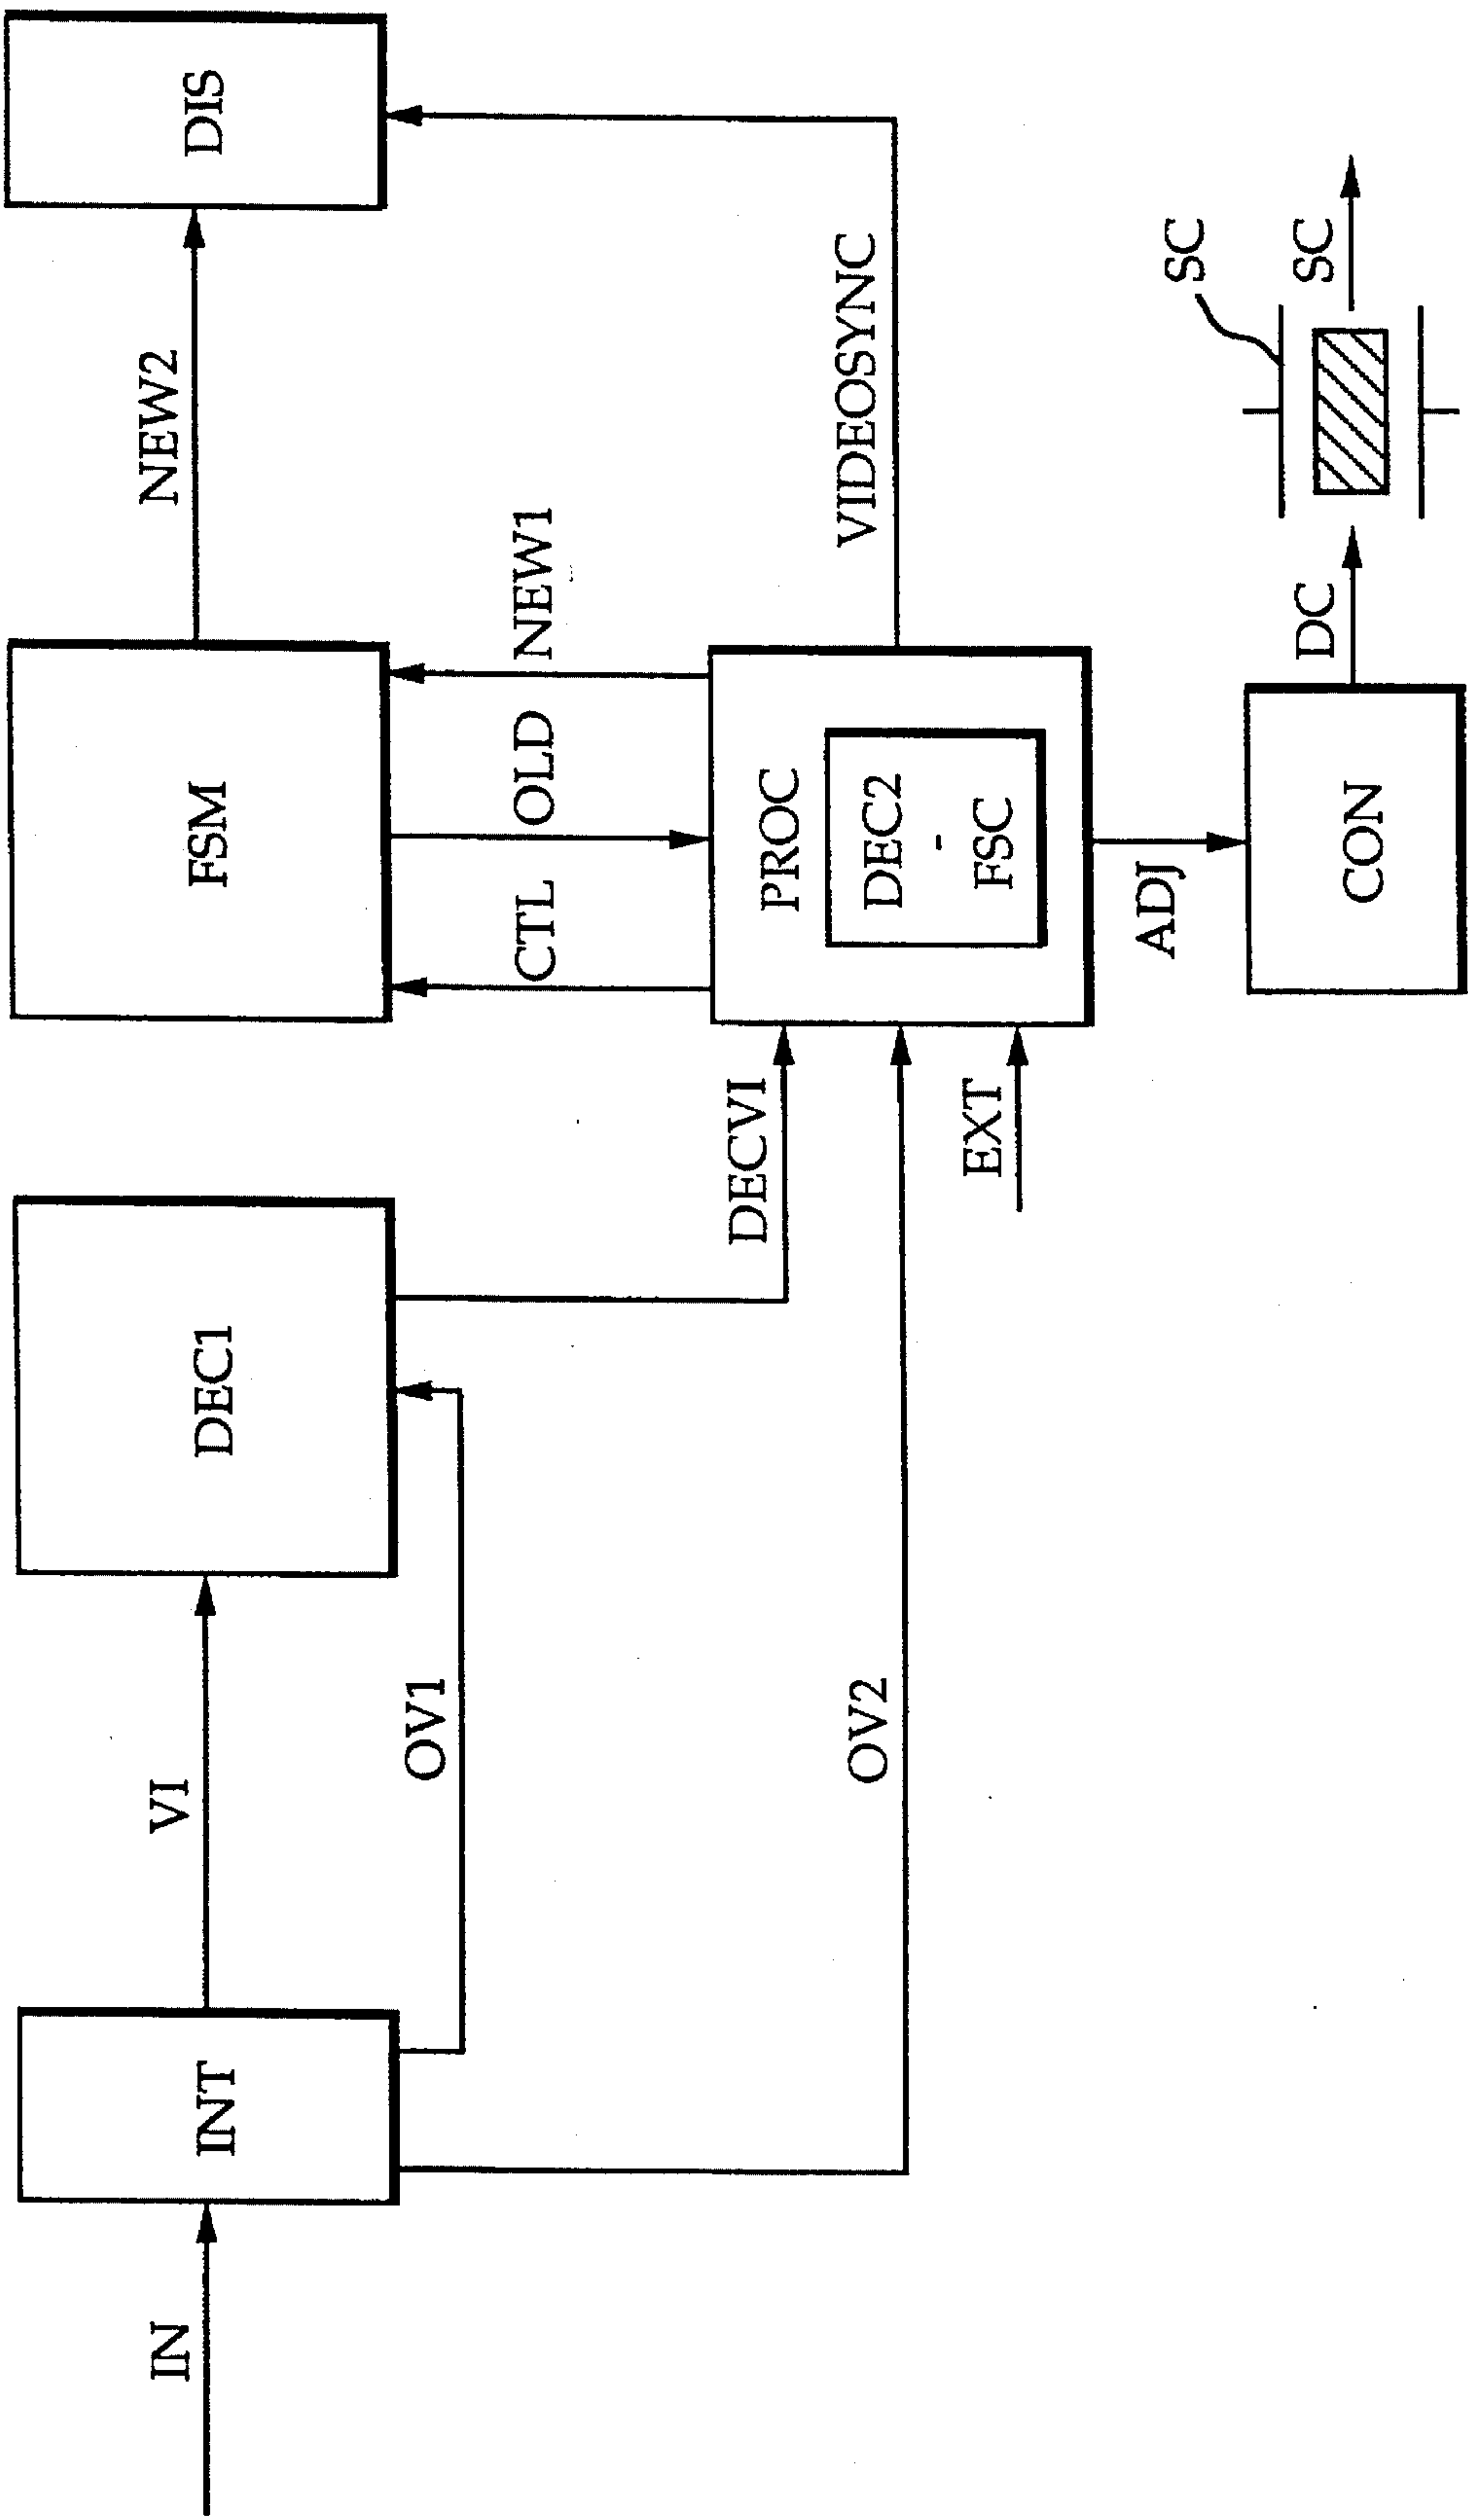 IN
VI
NEW2
INT
DEC1
FSM
DIS
OV1
CTL
OLD
NEW1
DECVI
PROC
OV2
DEC2
-
FSC
VIDEOSYNC
EXT
ADJ
SC
DC
SC
CON